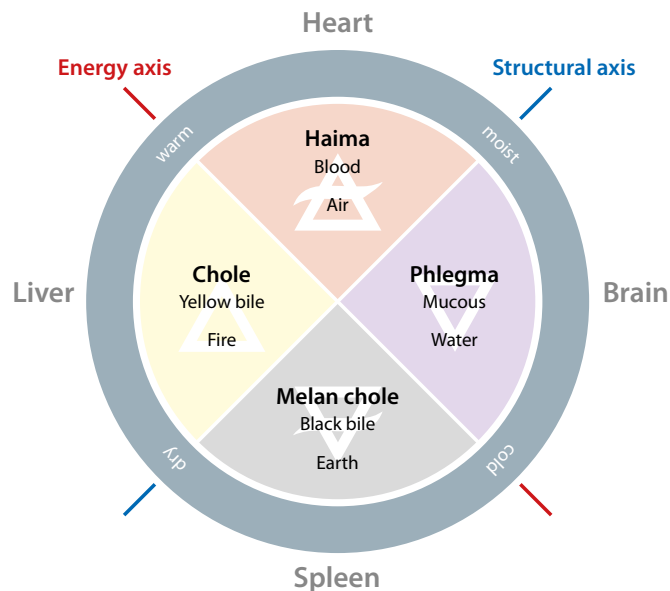 Heart
Energy axis
Structural axis
warm
moist
Haima
Blood
Air
Liver
Chole
Yellow bile
Fire
Phlegma
Mucous
Water
Brain
Melan chole
Black bile
Earth
dry
cold
Spleen